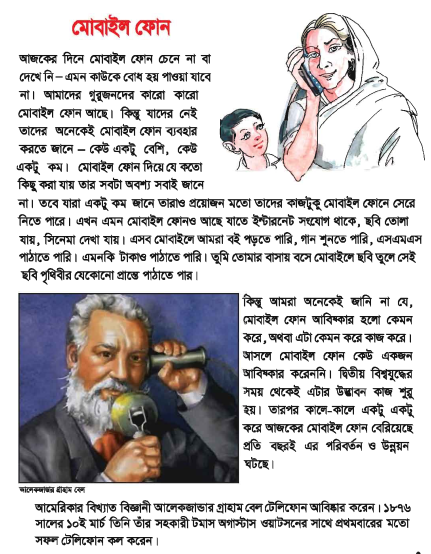 মোবাইল ফোন
আজকের দিনে মোবাইল ফোন চেনে না বা
দেখে নি – এমন কাউকে বোধ হয় পাওয়া যাবে
না। আমাদের গুরুজনদের কারো কারো
মোবাইল ফোন আছে। কিন্তু যাদের নেই
তাদের অনেকেই মোবাইল ফোন ব্যবহার
করতে জানে – কেউ একটু বেশি, কেউ
একটু কম। মোবাইল ফোন দিয়ে যে কতো
কিছু করা যায় তার সবটা অবশ্য সবাই জানে
না। তবে যারা একটু কম জানে তারাও প্রয়োজন মতো তাদের কাজটুকু মোবাইল ফোনে সেরে
নিতে পারে। এখন এমন মোবাইল ফোনও আছে যাতে ইন্টারনেট সংযোগ থাকে, ছবি তোলা
যায়, সিনেমা দেখা যায়। এসব মোবাইলে আমরা বই পড়তে পারি, গান শুনতে পারি, এসএমএস
পাঠাতে পারি। এমনকি টাকাও পাঠাতে পারি। তুমি তোমার বাসায় বসে মোবাইলে ছবি তুলে সেই
ছবি পৃথিবীর যেকোনো প্রান্তে পাঠাতে পার।
কিন্তু আমরা অনেকেই জানি না যে,
মোবাইল ফোন আবিষ্কার হলো কেমন
করে, অথবা এটা কেমন করে কাজ করে।
আসলে মোবাইল ফোন কেউ একজন
আবিষ্কার করেননি। দ্বিতীয় বিশ্বযুদ্ধের
সময় থেকেই এটার উদ্ভাবন কাজ শুরু
হয়। তারপর কালে-কালে একটু একটু
করে আজকের মোবাইল ফোন বেরিয়েছে
প্রতি বছরই এর পরিবর্তন ও উন্নয়ন
ঘটছে।
আলেকজান্ডার গ্রাহাম বেল
আমেরিকার বিখ্যাত বিজ্ঞানী আলেকজান্ডার গ্রাহাম বেল টেলিফোন আবিষ্কার করেন। ১৮৭৬
সালের ১০ই মার্চ তিনি তাঁর সহকারী টমাস অগাস্টাস ওয়াটসনের সাথে প্রথমবারের মতো
সফল টেলিফোন কল করেন।